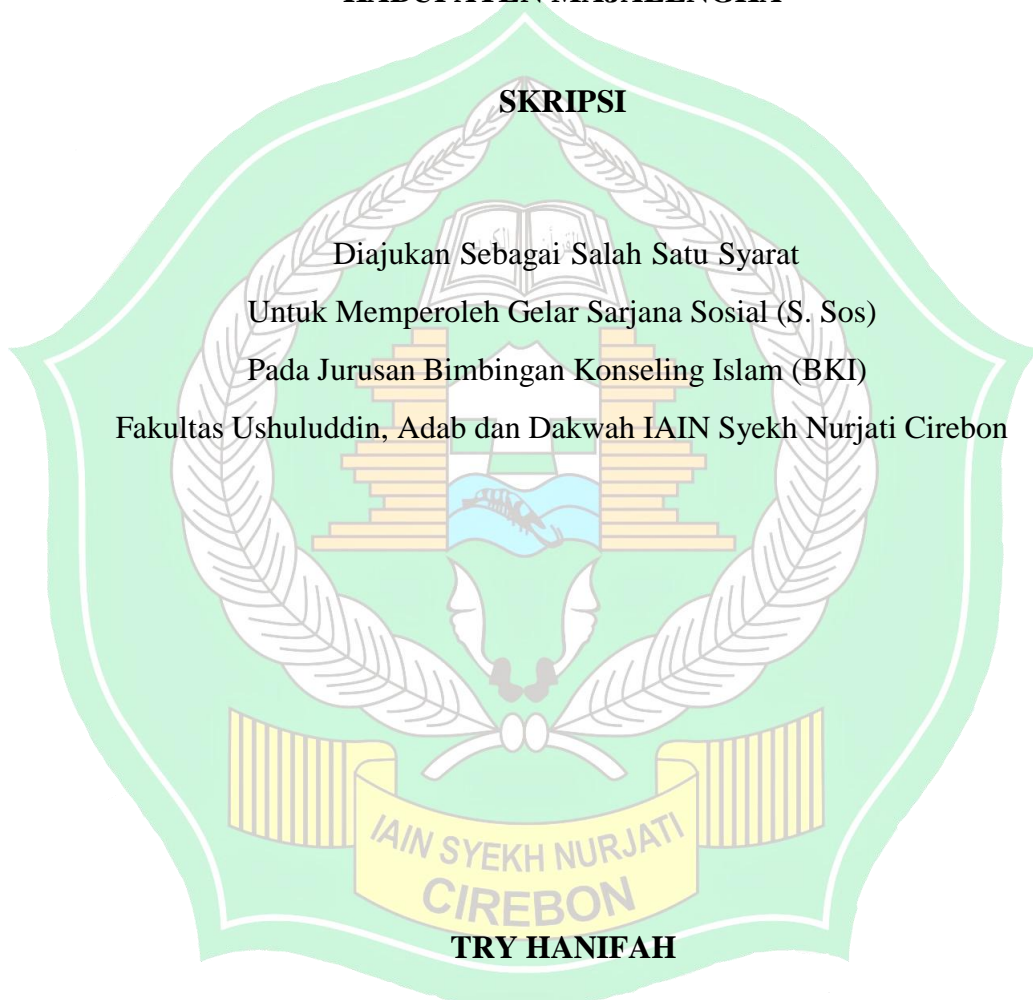 SKRIPSI
Diajukan Sebagai Salah Satu Syarat
Untuk Memperoleh Gelar Sarjana Sosial (S. Sos)
Pada Jurusan Bimbingan Konseling Islam (BKI)
Fakultas Ushuluddin, Adab dan Dakwah IAIN Syekh Nurjati Cirebon
IAIN SYEKH NURJATI
CIREBON
TRY HANIFAH